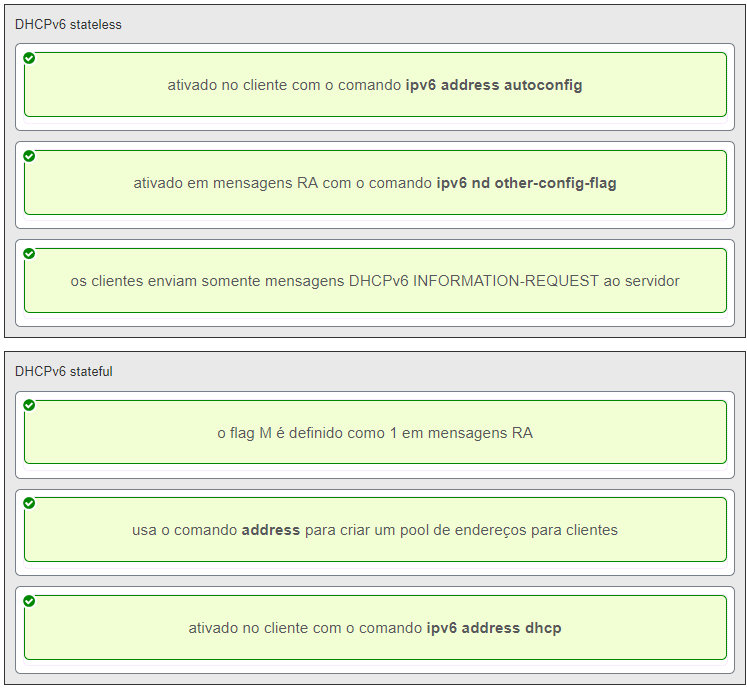 DHCPv6 stateless
ativado no cliente com o comando ipv6 address autoconfig
ativado em mensagens RA com o comando ipv6 nd other-config-flag
os clientes enviam somente mensagens DHCPv6 INFORMATION-REQUEST ao servidor
DHCPv6 stateful
o flag M é definido como 1 em mensagens RA
usa o comando address para criar um pool de endereços para clientes
ativado no cliente com o comando ipv6 address dhcp